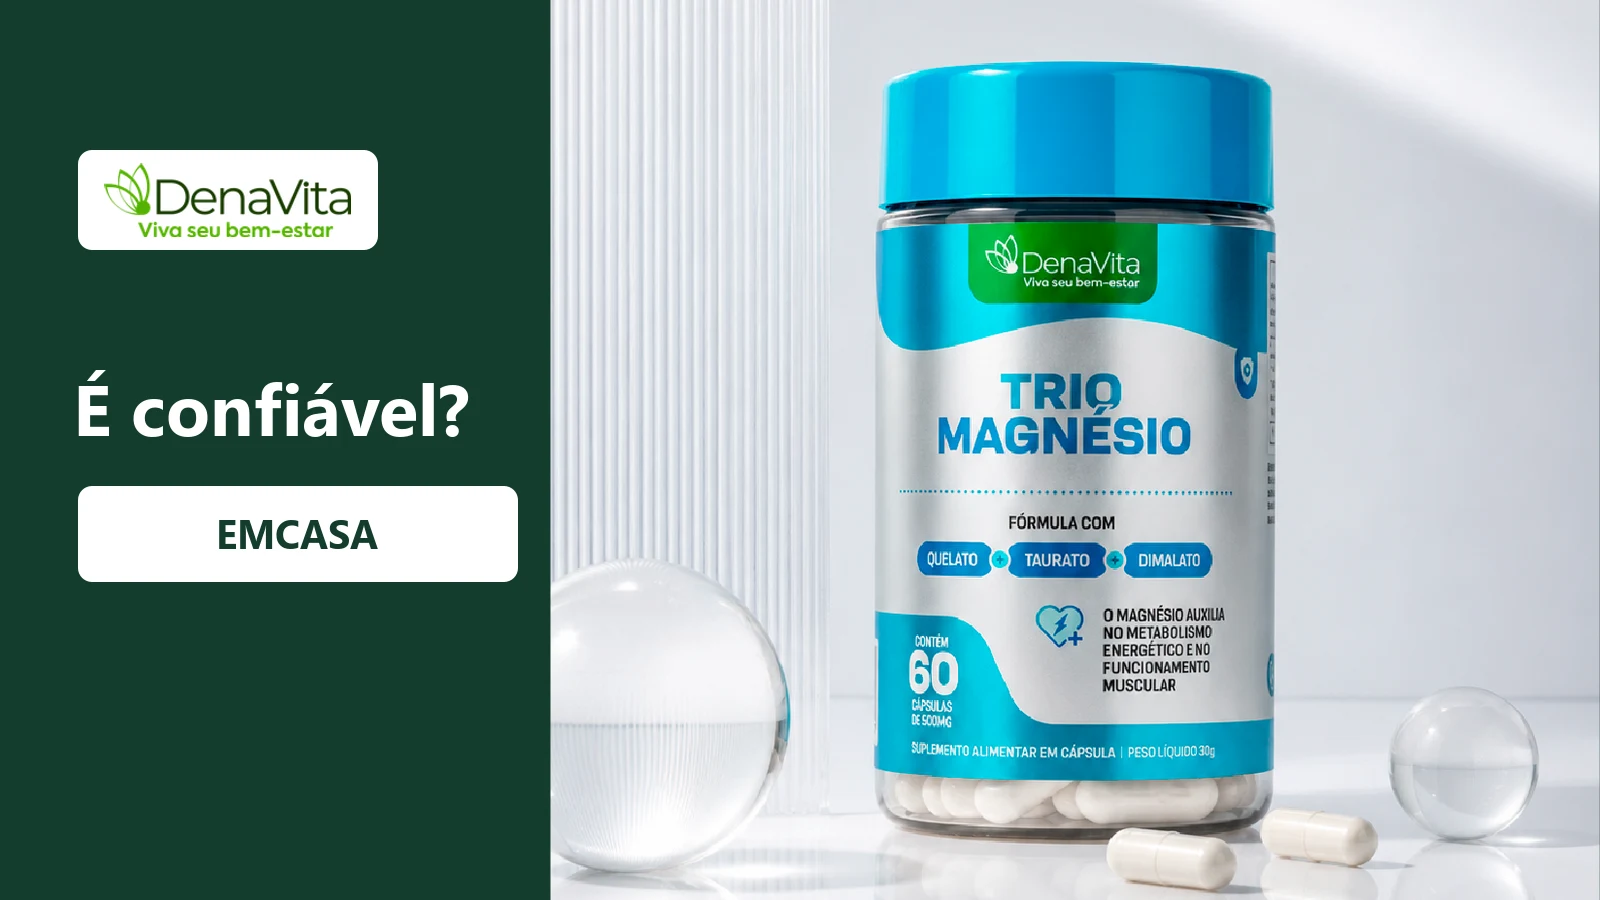 DenaVita
Viva seu bem-estar
É confiável?
EMCASA
DenaVita
Viva seu bem-estar
TRIO
MAGNÉSIO
FÓRMULA COM
QUELATO + TAURATO + DIMALATO
O MAGNÉSIO AUXILIA
NO METABOLISMO
ENERGÉTICO E NO
FUNCIONAMENTO
MUSCULAR
CONTÉM
60
CÁPSULAS
DE 500MG
SUPLEMENTO ALIMENTAR EM CÁPSULA | PESO LÍQUIDO 30g